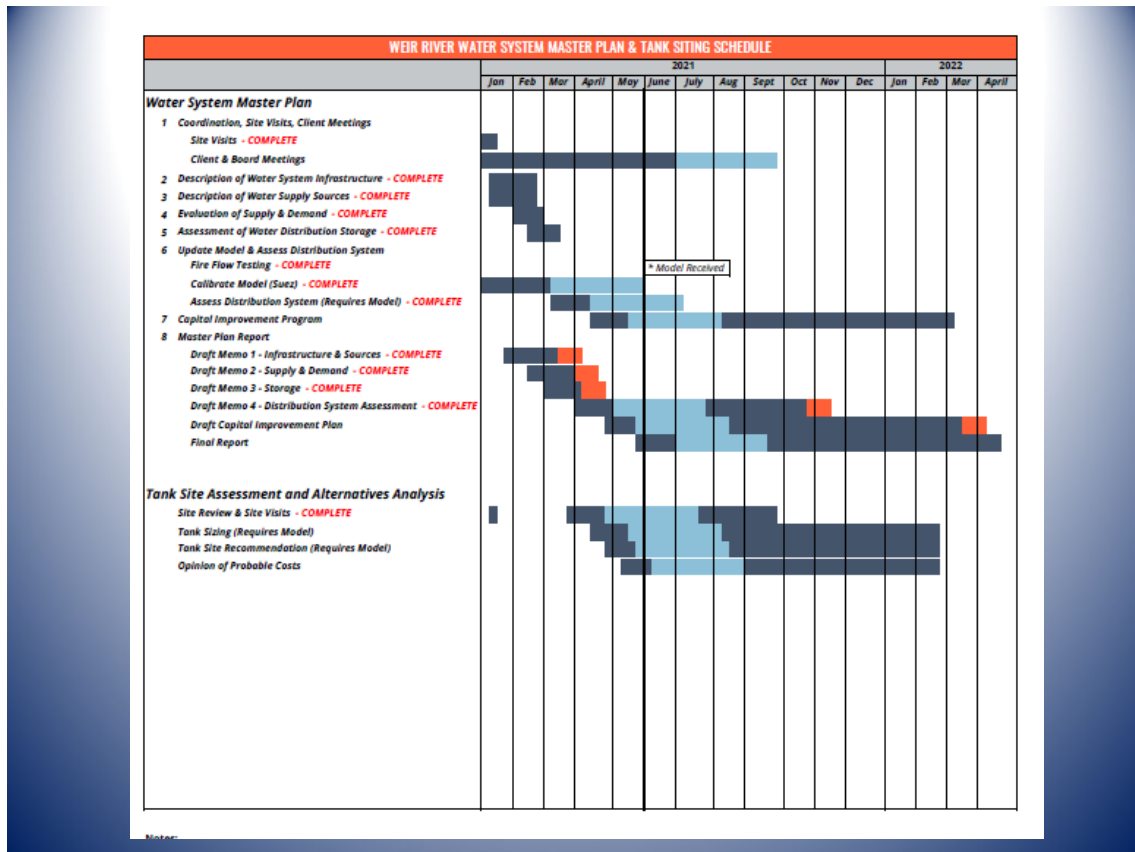 WEIR RIVER WATER SYSTEM MASTER PLAN & TANK SITING SCHEDULE
2021 2022
Jan Feb Mar April May June July Aug Sept Oct Nov Dec Jan Feb Mar April
Water System Master Plan
1 Coordination, Site Visits, Client Meetings
Site Visits - COMPLETE
Client & Board Meetings
2 Description of Water System Infrastructure - COMPLETE
3 Description of Water Supply Sources - COMPLETE
4 Evaluation of Supply & Demand - COMPLETE
5 Assessment of Water Distribution Storage - COMPLETE
6 Update Model & Assess Distribution System
Fire Flow Testing - COMPLETE
* Model Received
Calibrate Model (Suez) - COMPLETE
Assess Distribution System (Requires Model) - COMPLETE
7 Capital Improvement Program
8 Master Plan Report
Draft Memo 1 - Infrastructure & Sources - COMPLETE
Draft Memo 2 - Supply & Demand - COMPLETE
Draft Memo 3 - Storage - COMPLETE
Draft Memo 4 - Distribution System Assessment - COMPLETE
Draft Capital Improvement Plan
Final Report
Tank Site Assessment and Alternatives Analysis
Site Review & Site Visits - COMPLETE
Tank Sizing (Requires Model)
Tank Site Recommendation (Requires Model)
Opinion of Probable Costs
Notes: